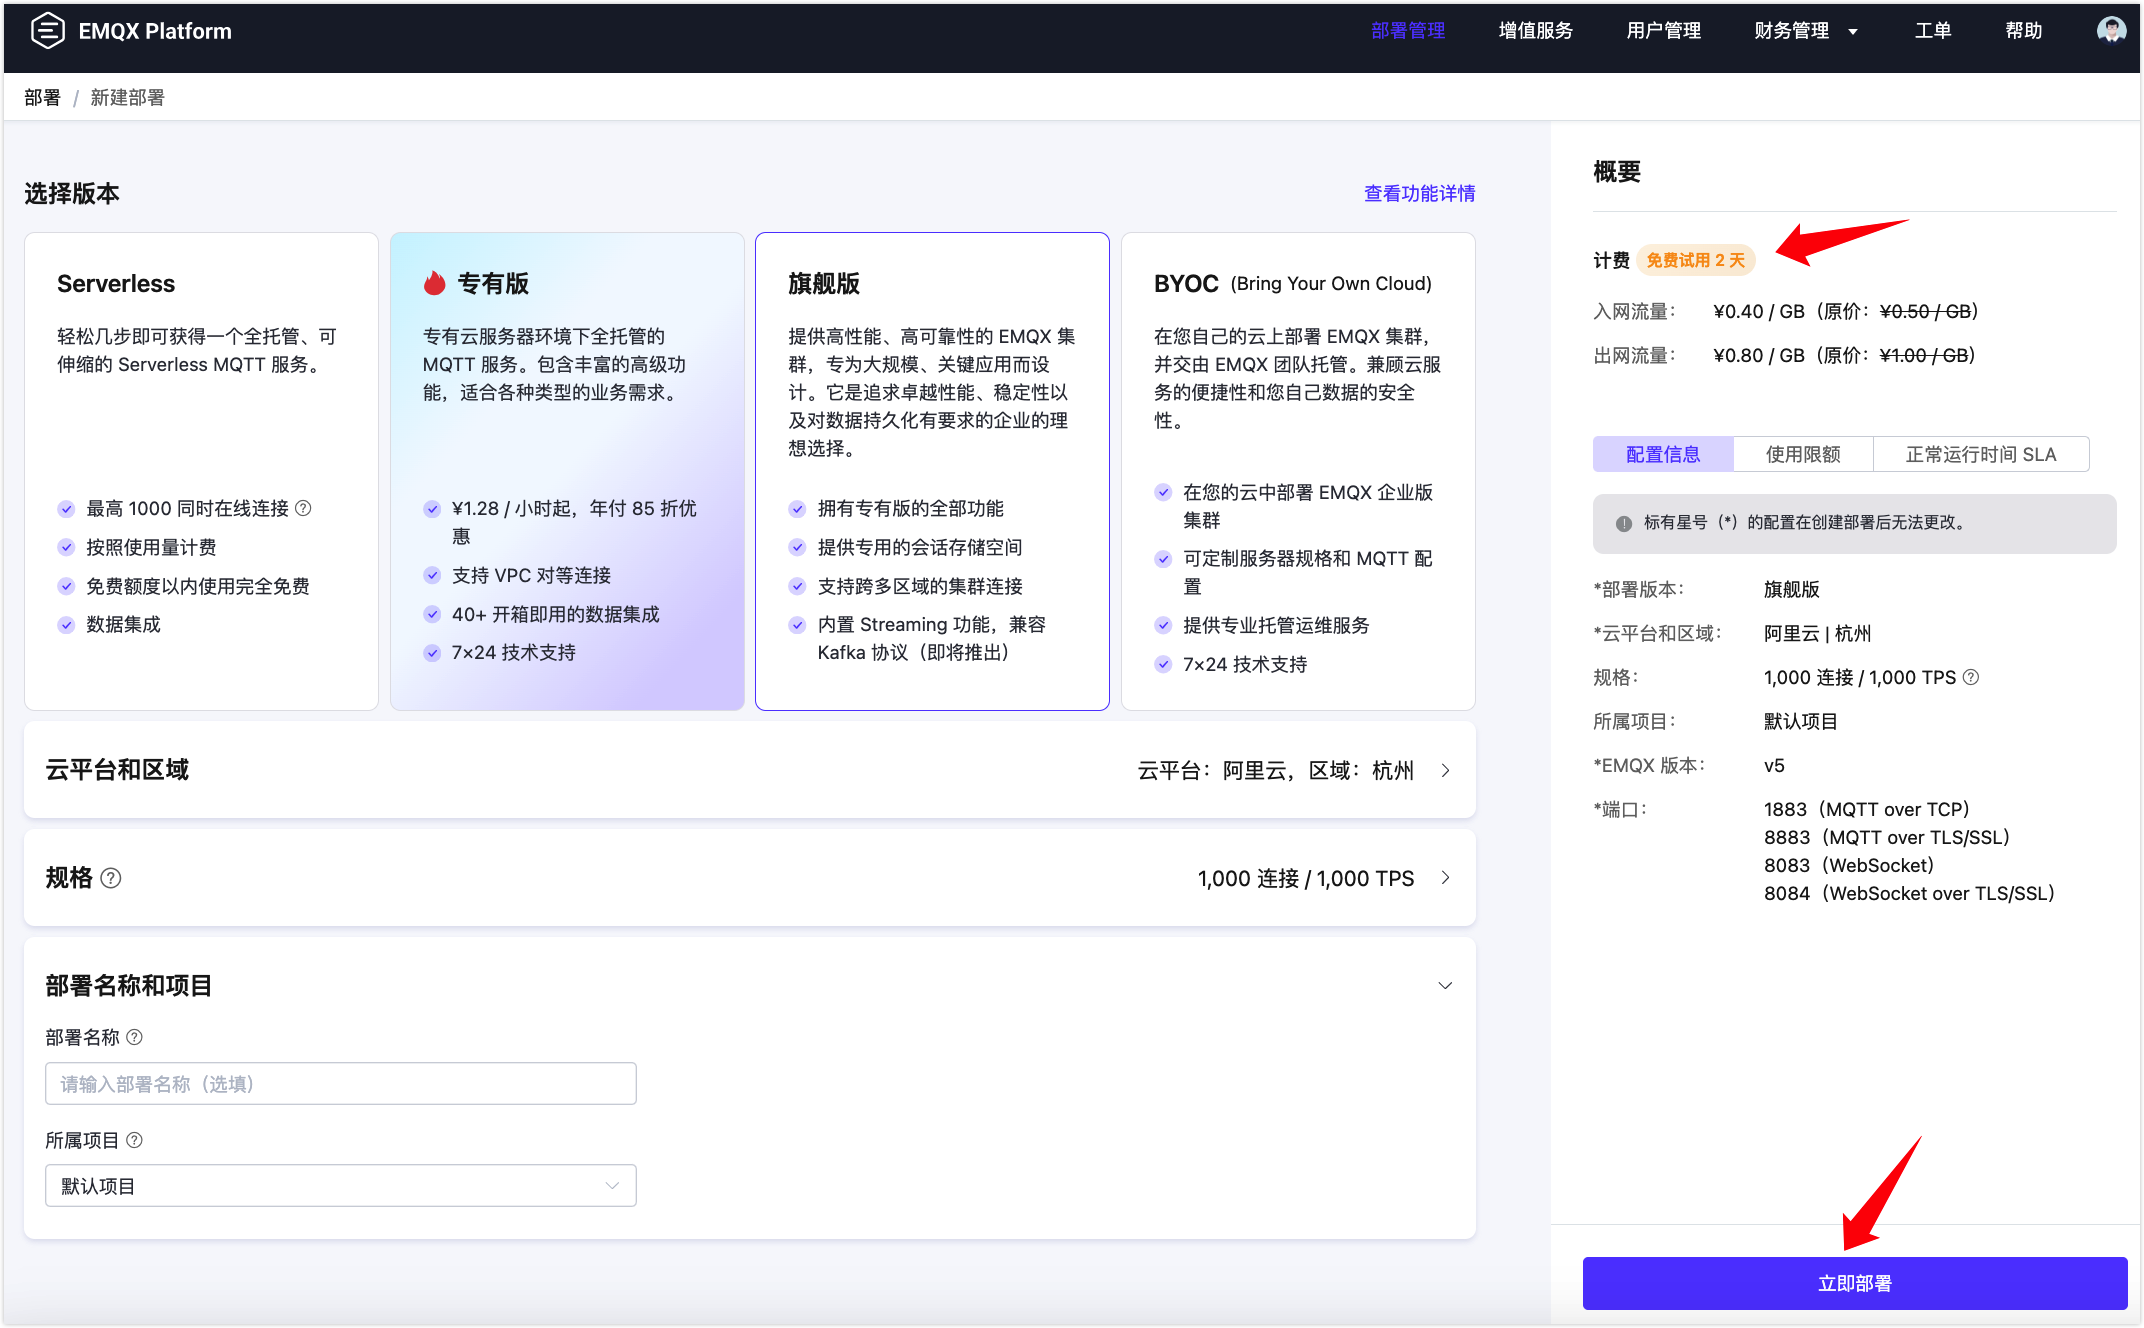 EMQX Platform
部署管理
增值服务
用户管理
财务管理
工单
帮助
部署 / 新建部署
选择版本
查看功能详情
Serverless
轻松几步即可获得一个全托管、可
伸缩的 Serverless MQTT 服务。
最高 1000 同时在线连接
按照使用量计费
免费额度以内使用完全免费
数据集成
专有版
专有云服务器环境下全托管的
MQTT 服务。包含丰富的高级功
能，适合各种类型的业务需求。
¥1.28 / 小时起，年付 85 折优
惠
支持 VPC 对等连接
40+ 开箱即用的数据集成
7×24 技术支持
旗舰版
提供高性能、高可靠性的 EMQX 集
群，专为大规模、关键应用而设
计。它是追求卓越性能、稳定性以
及对数据持久化有要求的企业的理
想选择。
拥有专有版的全部功能
提供专用的会话存储空间
支持跨多区域的集群连接
内置 Streaming 功能，兼容
Kafka 协议（即将推出）
BYOC (Bring Your Own Cloud)
在您自己的云上部署 EMQX 集群，
并交由 EMQX 团队托管。兼顾云服
务的便捷性和您自己数据的安全
性。
在您的云中部署 EMQX 企业版
集群
可定制服务器规格和 MQTT 配
置
提供专业托管运维服务
7×24 技术支持
云平台和区域
云平台：阿里云，区域：杭州
规格
1,000 连接 / 1,000 TPS
部署名称和项目
部署名称
请输入部署名称（选填）
所属项目
默认项目
概要
计费 免费试用 2 天
入网流量： ¥0.40 / GB（原价：¥0.50 / GB）
出网流量： ¥0.80 / GB（原价：¥1.00 / GB）
配置信息
使用限额
正常运行时间 SLA
标有星号（*）的配置在创建部署后无法更改。
*部署版本： 旗舰版
*云平台和区域： 阿里云 | 杭州
规格： 1,000 连接 / 1,000 TPS
所属项目： 默认项目
*EMQX 版本： v5
*端口： 1883（MQTT over TCP）
8883（MQTT over TLS/SSL）
8083（WebSocket）
8084（WebSocket over TLS/SSL）
立即部署